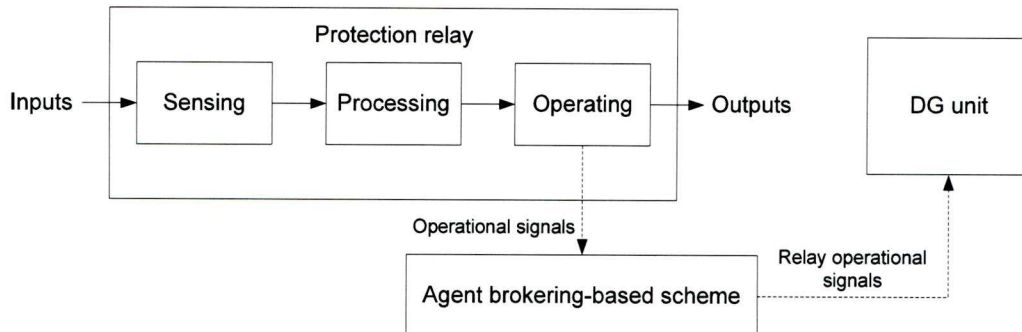 Protection relay
Inputs
Sensing
Processing
Operating
Outputs
DG unit
Operational signals
Agent brokering-based scheme
Relay operational
signals